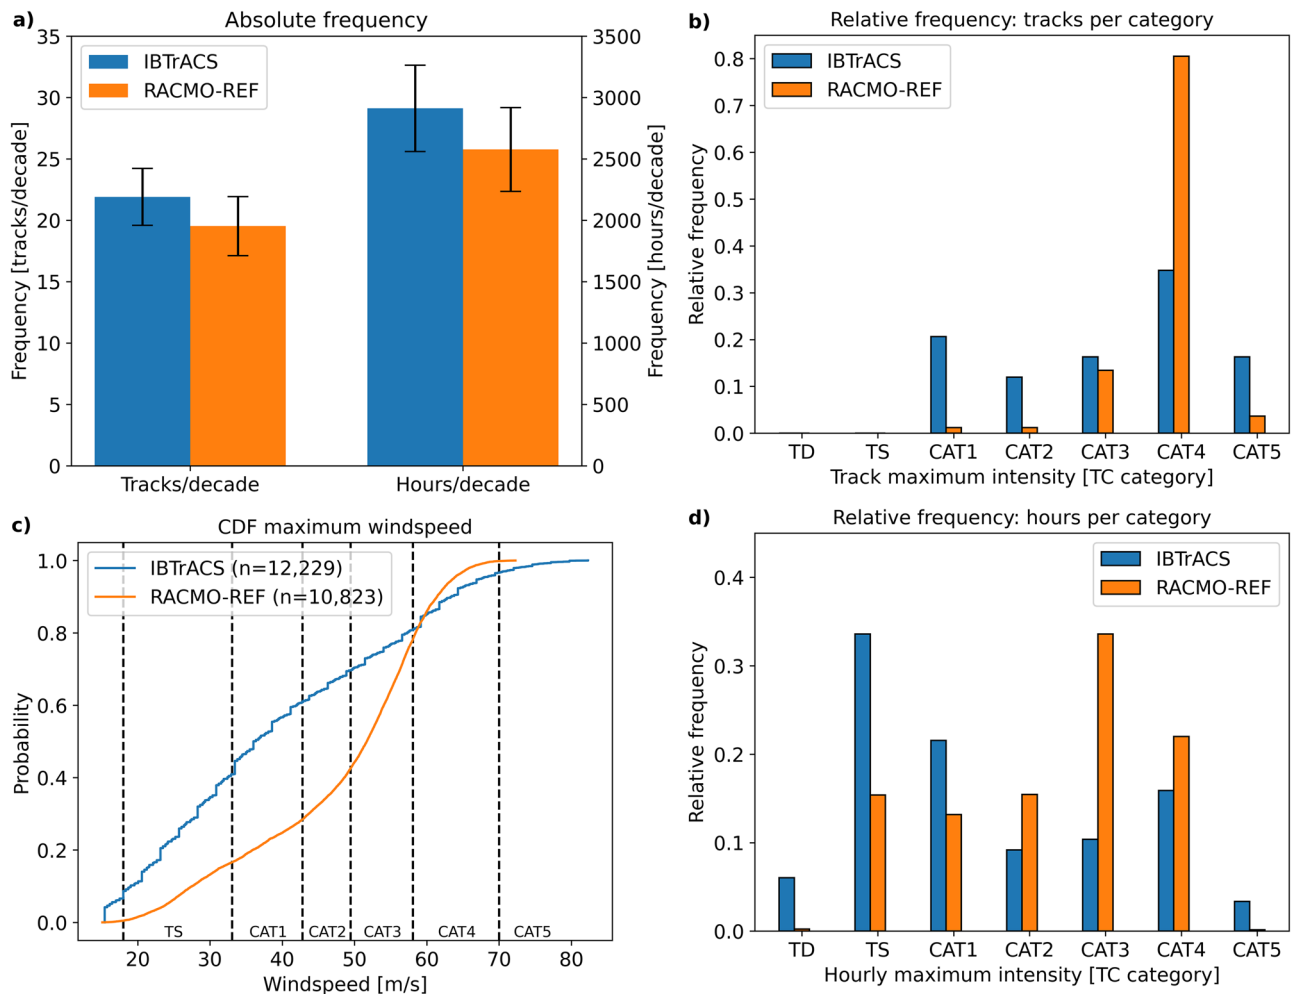 a)
Absolute frequency
IBTrACS
RACMO-REF
Frequency [tracks/decade]
35
30
25
20
15
10
5
0
3500
3000
2500
2000
1500
1000
500
0
Frequency [hours/decade]
Tracks/decade
Hours/decade
b)
Relative frequency: tracks per category
IBTrACS
RACMO-REF
Relative frequency
0.8
0.7
0.6
0.5
0.4
0.3
0.2
0.1
0.0
TD TS CAT1 CAT2 CAT3 CAT4 CAT5
Track maximum intensity [TC category]
c)
CDF maximum windspeed
IBTrACS (n=12,229)
RACMO-REF (n=10,823)
Probability
1.0
0.8
0.6
0.4
0.2
0.0
TS CAT1 CAT2 CAT3 CAT4 CAT5
20 30 40 50 60 70 80
Windspeed [m/s]
d)
Relative frequency: hours per category
IBTrACS
RACMO-REF
Relative frequency
0.4
0.3
0.2
0.1
0.0
TD TS CAT1 CAT2 CAT3 CAT4 CAT5
Hourly maximum intensity [TC category]